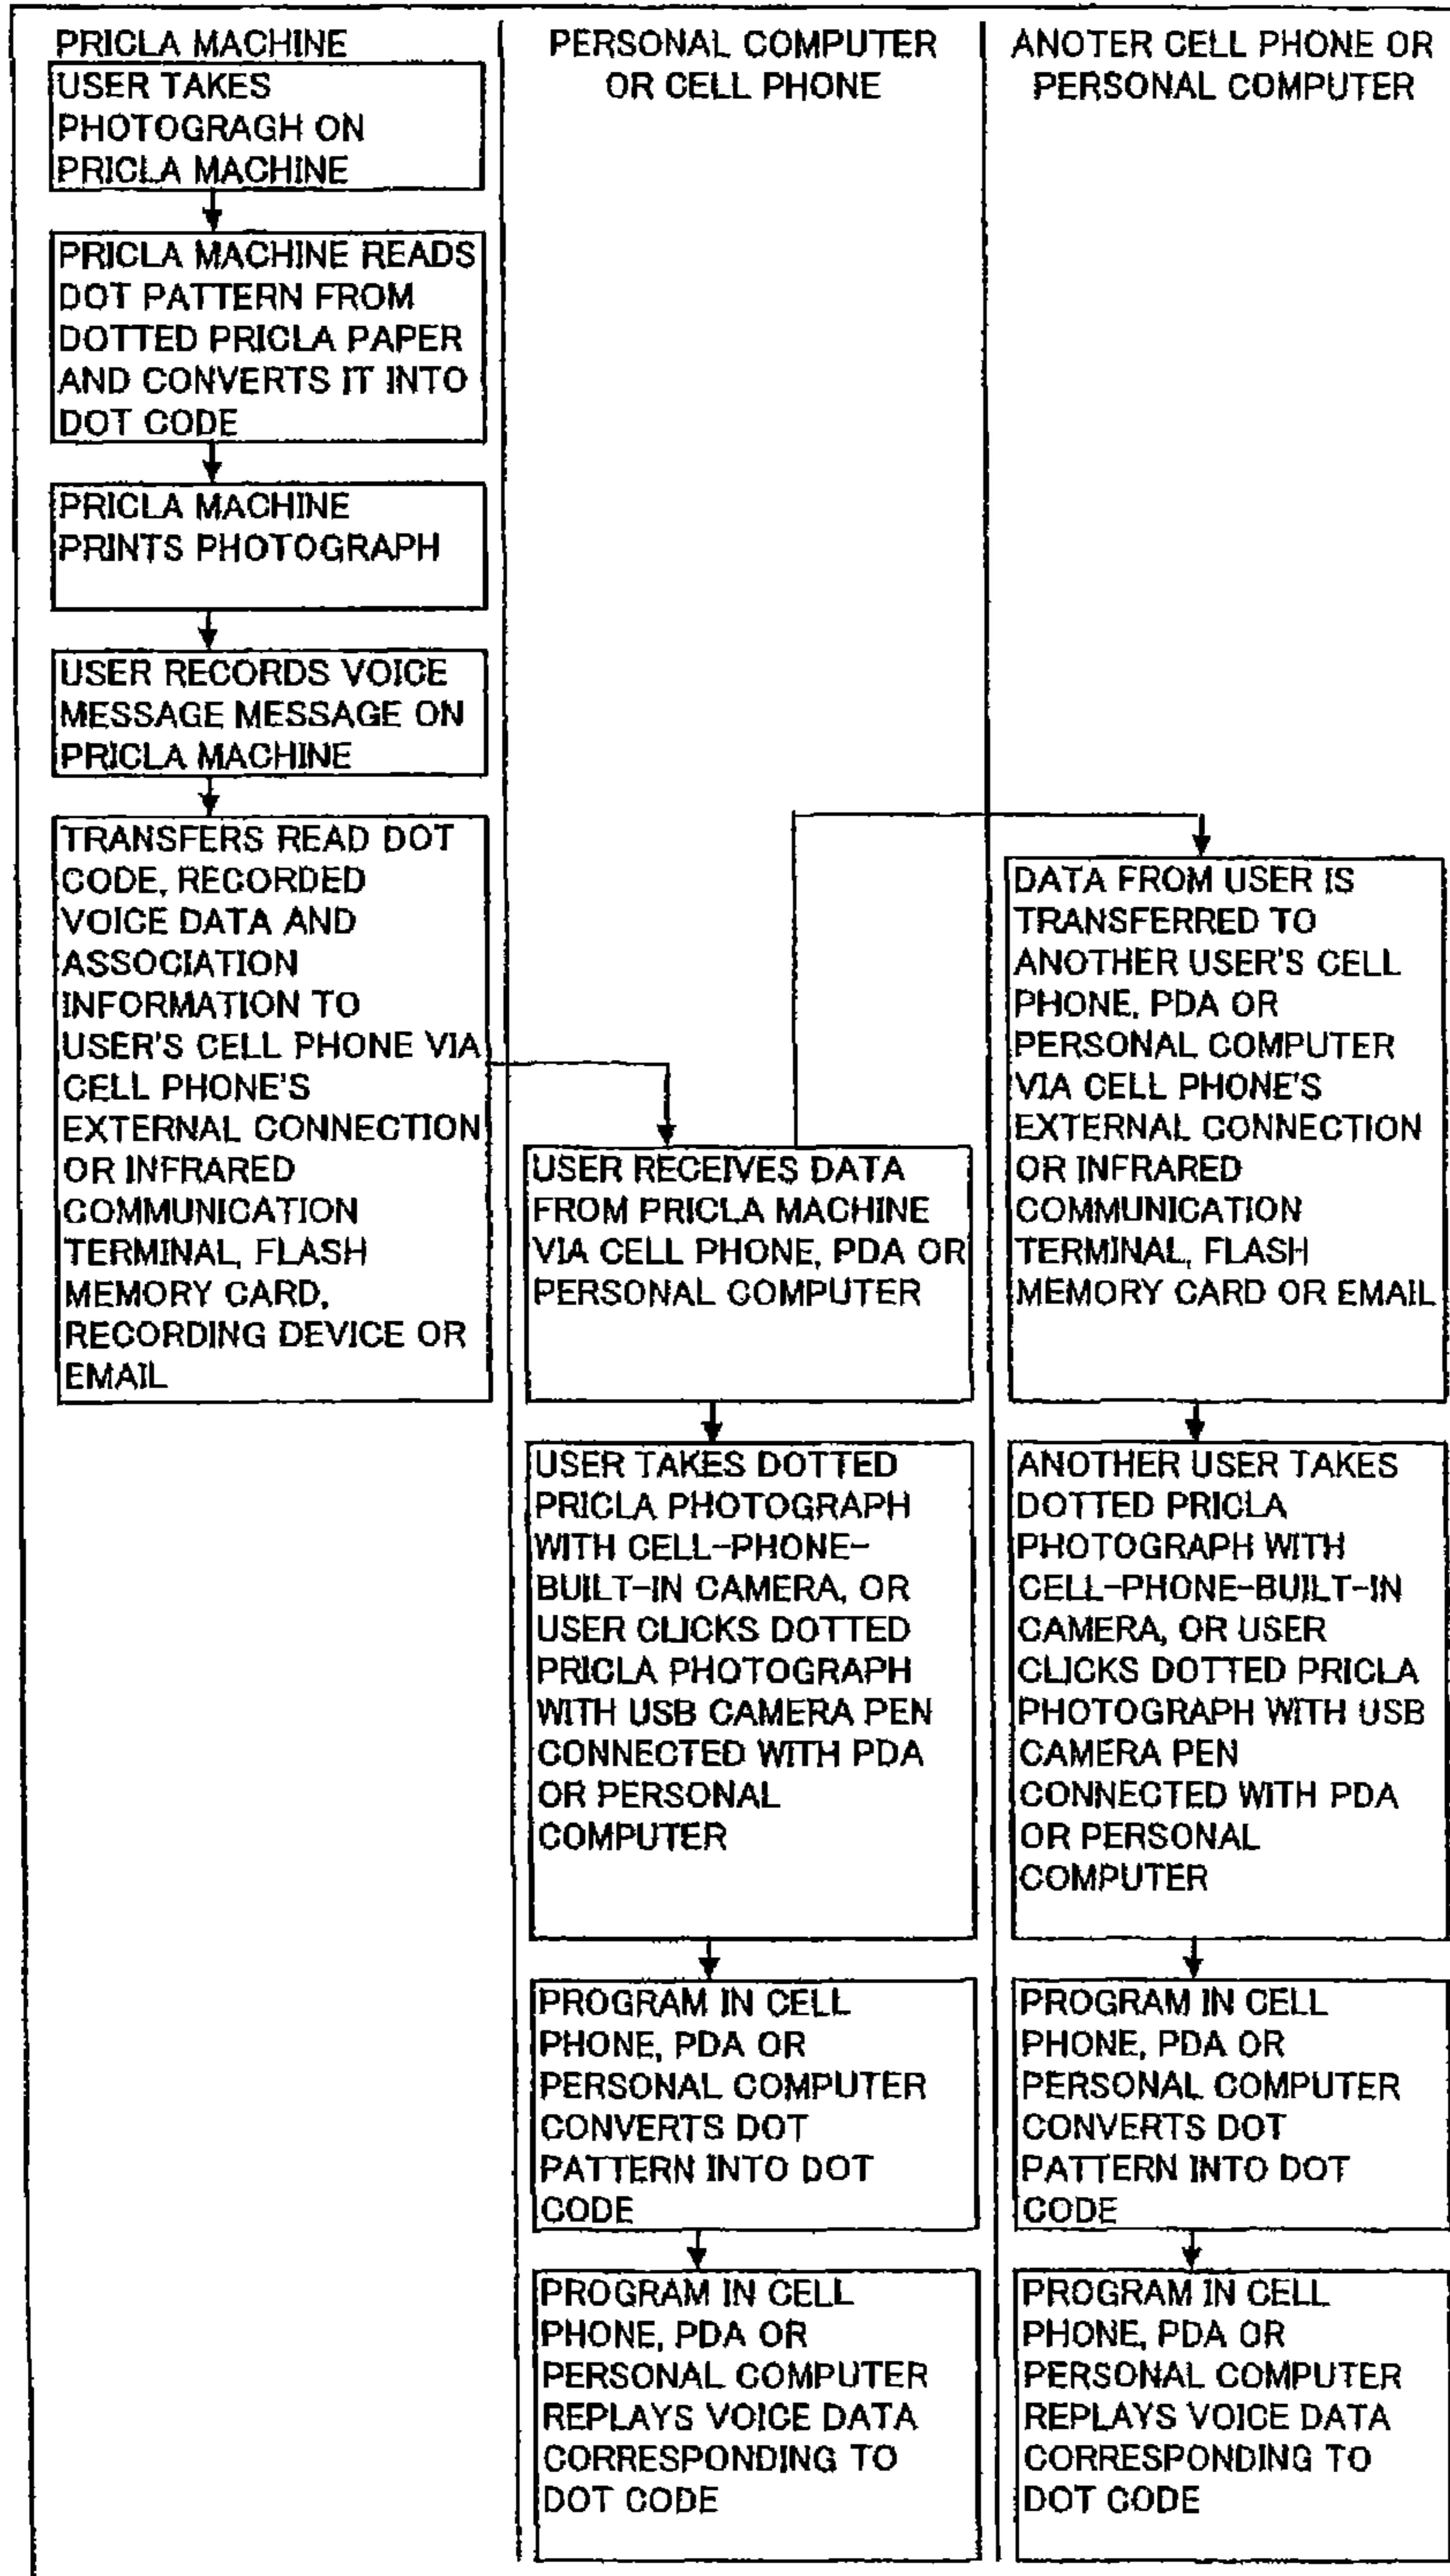 PRICLA MACHINE
USER TAKES
PHOTOGRAGH ON
PRICLA MACHINE
PRICLA MACHINE READS
DOT PATTERN FROM
DOTTED PRICLA PAPER
AND CONVERTS IT INTO
DOT CODE
PRICLA MACHINE
PRINTS PHOTOGRAPH
USER RECORDS VOICE
MESSAGE MESSAGE ON
PRICLA MACHINE
TRANSFERS READ DOT
CODE, RECORDED
VOICE DATA AND
ASSOCIATION
INFORMATION TO
USER'S CELL PHONE VIA
CELL PHONE'S
EXTERNAL CONNECTION
OR INFRARED
COMMUNICATION
TERMINAL, FLASH
MEMORY CARD,
RECORDING DEVICE OR
EMAIL
PERSONAL COMPUTER
OR CELL PHONE
USER RECEIVES DATA
FROM PRICLA MACHINE
VIA CELL PHONE, PDA OR
PERSONAL COMPUTER
USER TAKES DOTTED
PRICLA PHOTOGRAPH
WITH CELL-PHONE-
BUILT-IN CAMERA, OR
USER CLICKS DOTTED
PRICLA PHOTOGRAPH
WITH USB CAMERA PEN
CONNECTED WITH PDA
OR PERSONAL
COMPUTER
PROGRAM IN CELL
PHONE, PDA OR
PERSONAL COMPUTER
CONVERTS DOT
PATTERN INTO DOT
CODE
PROGRAM IN CELL
PHONE, PDA OR
PERSONAL COMPUTER
REPLAYS VOICE DATA
CORRESPONDING TO
DOT CODE
ANOTER CELL PHONE OR
PERSONAL COMPUTER
DATA FROM USER IS
TRANSFERRED TO
ANOTHER USER'S CELL
PHONE, PDA OR
PERSONAL COMPUTER
VIA CELL PHONE'S
EXTERNAL CONNECTION
OR INFRARED
COMMUNICATION
TERMINAL, FLASH
MEMORY CARD OR EMAIL
ANOTHER USER TAKES
DOTTED PRICLA
PHOTOGRAPH WITH
CELL-PHONE-BUILT-IN
CAMERA, OR USER
CLICKS DOTTED PRICLA
PHOTOGRAPH WITH USB
CAMERA PEN
CONNECTED WITH PDA
OR PERSONAL
COMPUTER
PROGRAM IN CELL
PHONE, PDA OR
PERSONAL COMPUTER
CONVERTS DOT
PATTERN INTO DOT
CODE
PROGRAM IN CELL
PHONE, PDA OR
PERSONAL COMPUTER
REPLAYS VOICE DATA
CORRESPONDING TO
DOT CODE